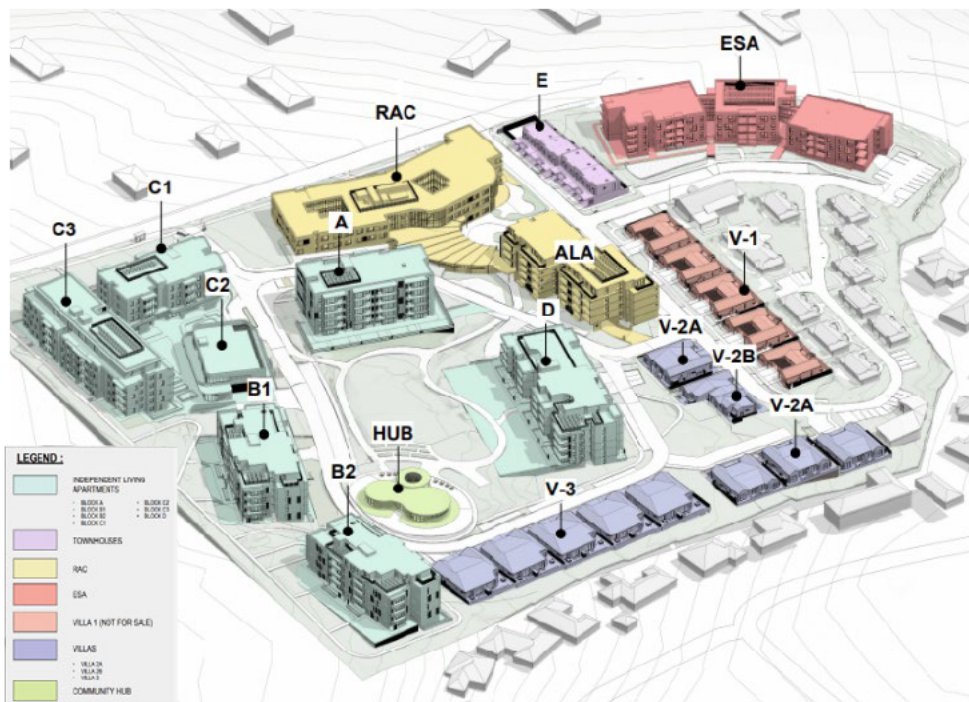 ESA
E
RAC
C1
A
C3
ALA
V-1
C2
V-2A
D
V-2B
B1
V-2A
HUB
B2
V-3
LEGEND :
INDEPENDENT LIVING
APARTMENTS
- BLOCK A
- BLOCK B1
- BLOCK B2
- BLOCK C1
- BLOCK C2
- BLOCK C3
- BLOCK D
TOWNHOUSES
RAC
ESA
VILLA 1 (NOT FOR SALE)
VILLAS
- VILLA 2A
- VILLA 2B
- VILLA 3
COMMUNITY HUB